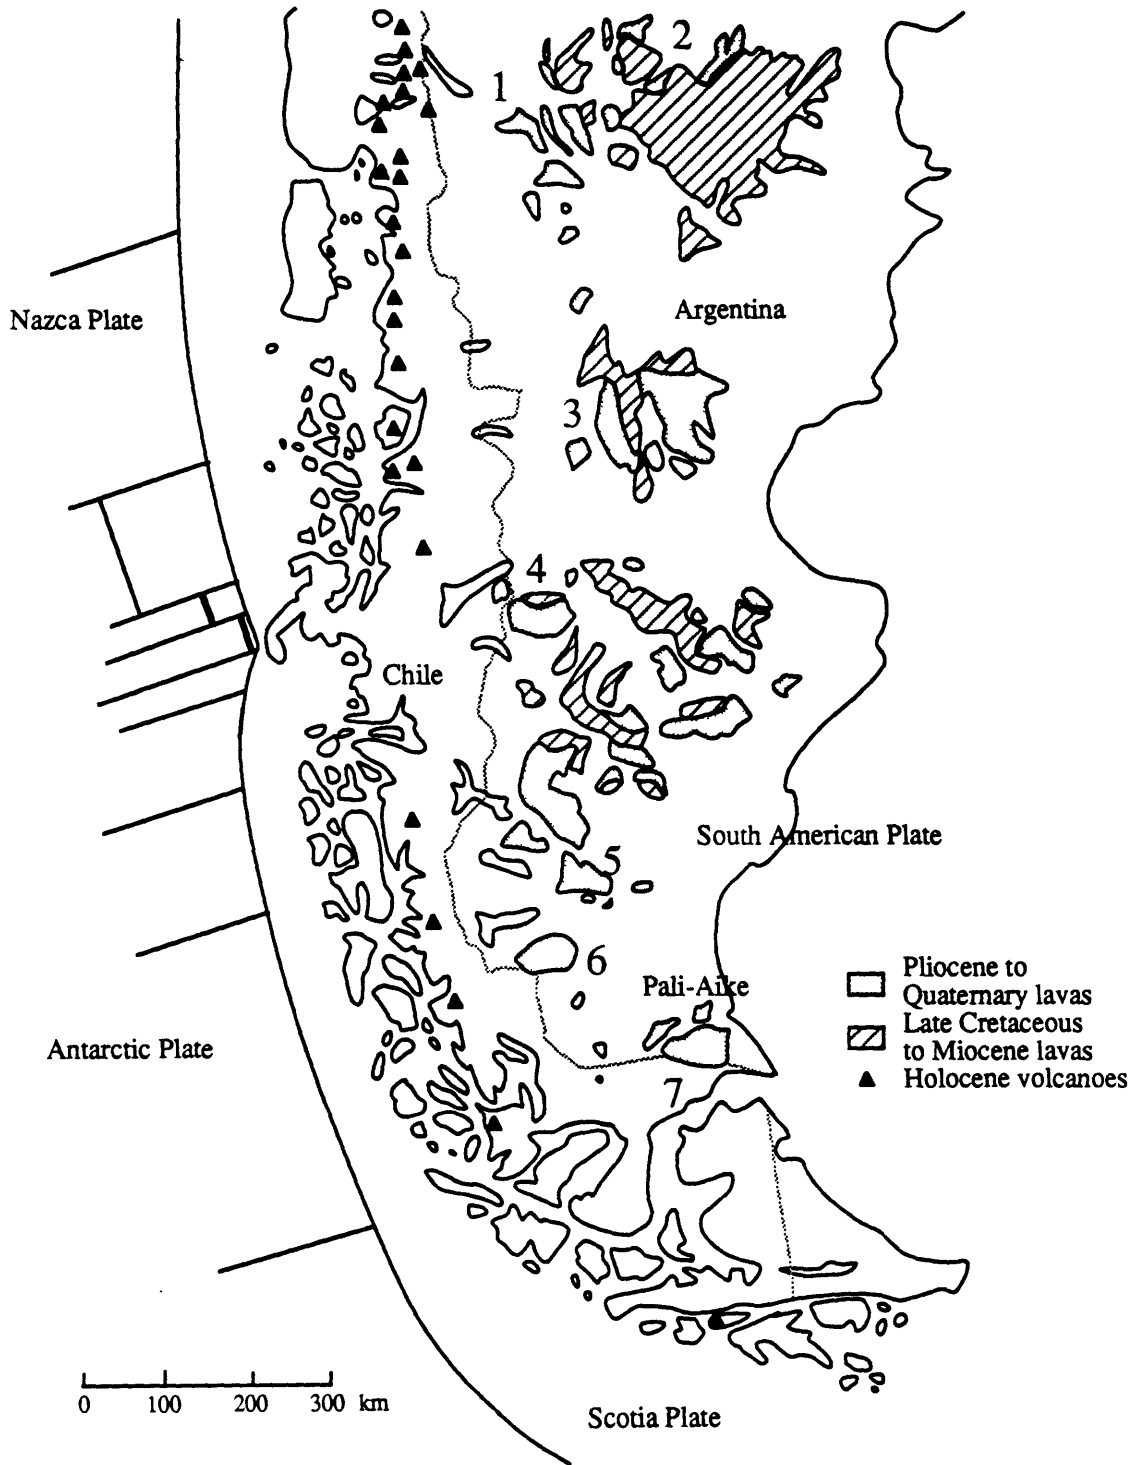 2
1
Nazca Plate
Argentina
3
4
Chile
South American Plate
5
6
Pali-Aike
Pliocene to
Quaternary lavas
Late Cretaceous
to Miocene lavas
Holocene volcanoes
Antarctic Plate
7
0 100 200 300 km
Scotia Plate